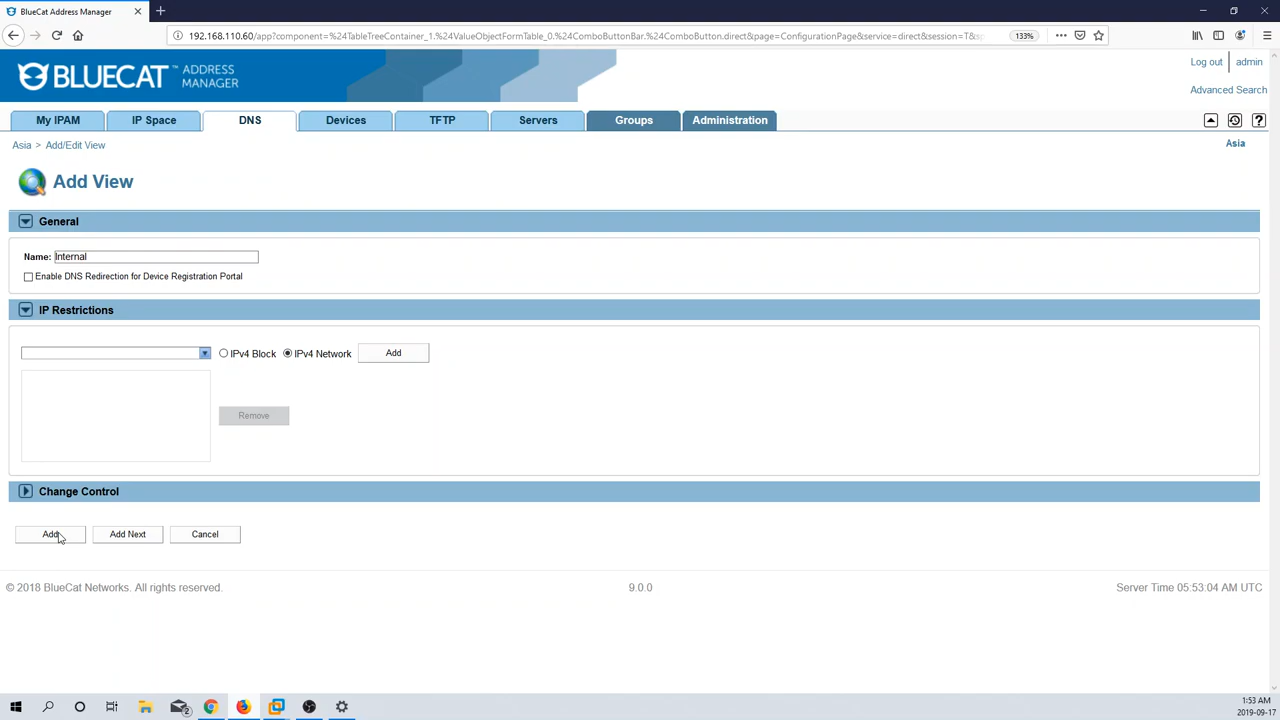 BlueCat Address Manager
192.168.110.60/app?component=%24TableTreeContainer_1.%24ValueObjectFormTable_0.%24ComboButtonBar.%24ComboButton.direct&page=ConfigurationPage&service=direct&session=T&s
133%
BLUECAT™ ADDRESS MANAGER
Log out admin
Advanced Search
My IPAM IP Space DNS Devices TFTP Servers Groups Administration
?
Asia > Add/Edit View Asia
Add View
General
Name: Internal
Enable DNS Redirection for Device Registration Portal
IP Restrictions
IPv4 Block IPv4 Network Add
Remove
Change Control
Add Add Next Cancel
© 2018 BlueCat Networks. All rights reserved. 9.0.0 Server Time 05:53:04 AM UTC
2
1:53 AM
2019-09-17